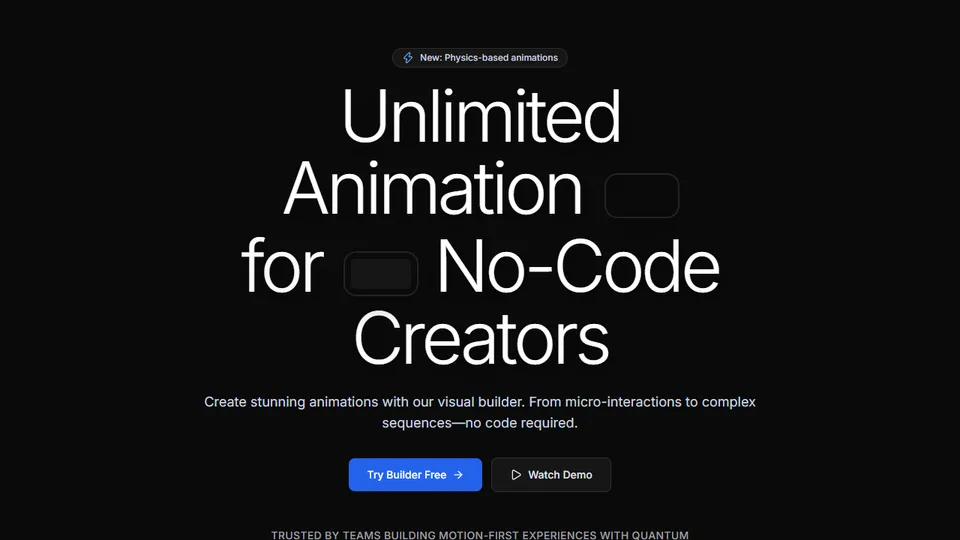 New: Physics-based animations
Unlimited
Animation
for No-Code
Creators
Create stunning animations with our visual builder. From micro-interactions to complex
sequences—no code required.
Try Builder Free
Watch Demo
TRUSTED BY TEAMS BUILDING MOTION-FIRST EXPERIENCES WITH QUANTUM